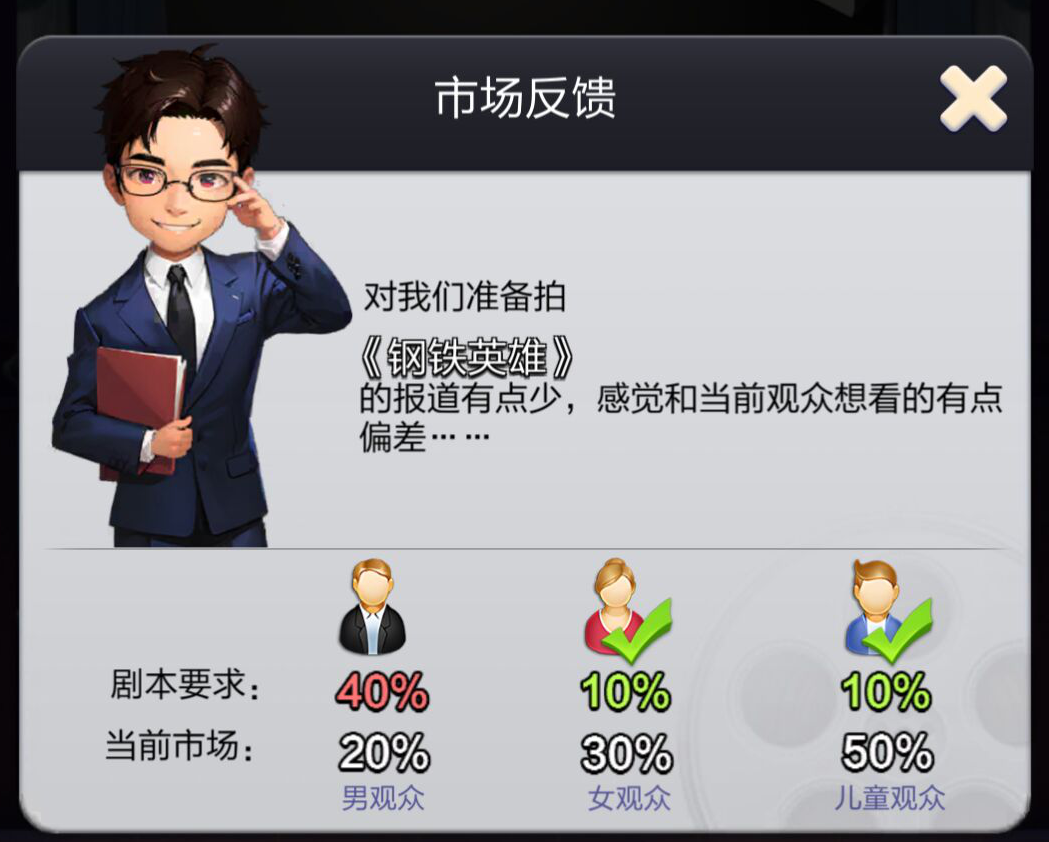 市场反馈
对我们准备拍
《钢铁英雄》
的报道有点少，感觉和当前观众想看的有点
偏差……
剧本要求： 40% 10% 10%
当前市场： 20% 30% 50%
男观众 女观众 儿童观众